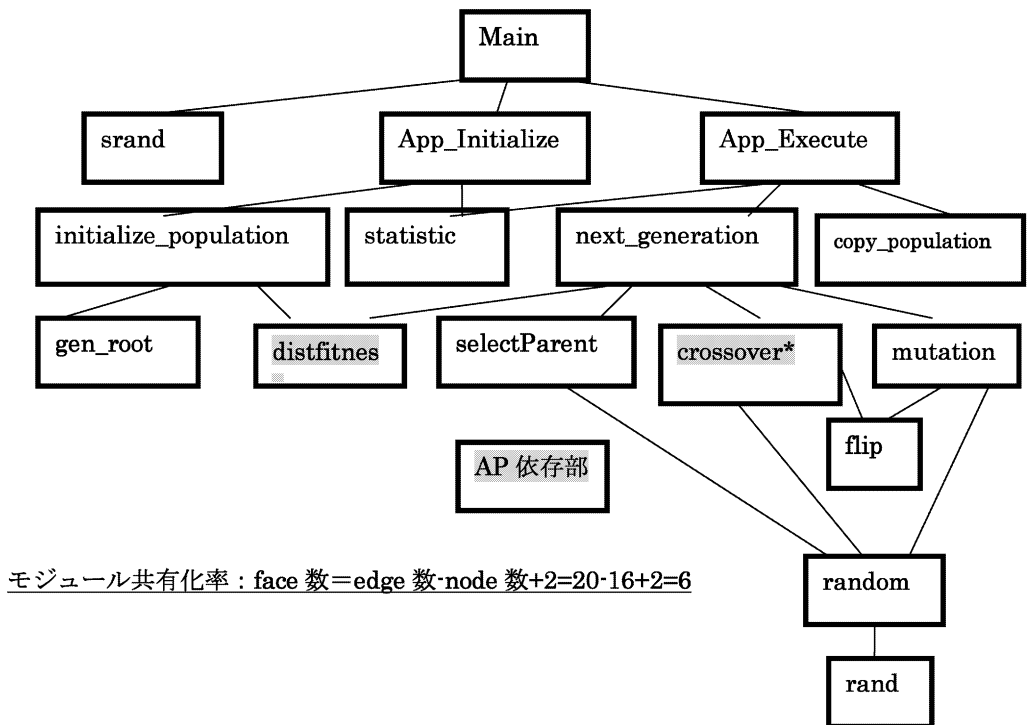 Main
srand
App_Initialize
App_Execute
initialize_population
statistic
next_generation
copy_population
gen_root
distfitnes
selectParent
crossover*
mutation
flip
AP 依存部
モジュール共有化率：face 数＝edge 数-node 数+2=20-16+2=6
random
rand